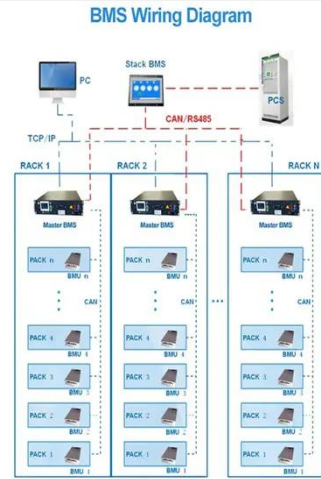 BMS Wiring Diagram
Stack BMS
PC
PCS
CAN/RS485
TCP/IP
RACK 1
RACK 2
RACK N
Master BMS
Master BMS
Master BMS
PACK n
PACK n
PACK n
BMU n
BMU n
BMU n
CAN
CAN
CAN
PACK 4
PACK 4
PACK 4
BMU 4
BMU 4
BMU 4
PACK 3
PACK 3
PACK 3
BMU 3
BMU 3
BMU 3
PACK 2
PACK 2
PACK 2
BMU 2
BMU 2
BMU 2
PACK 1
PACK 1
PACK 1
BMU 1
BMU 1
BMU 1